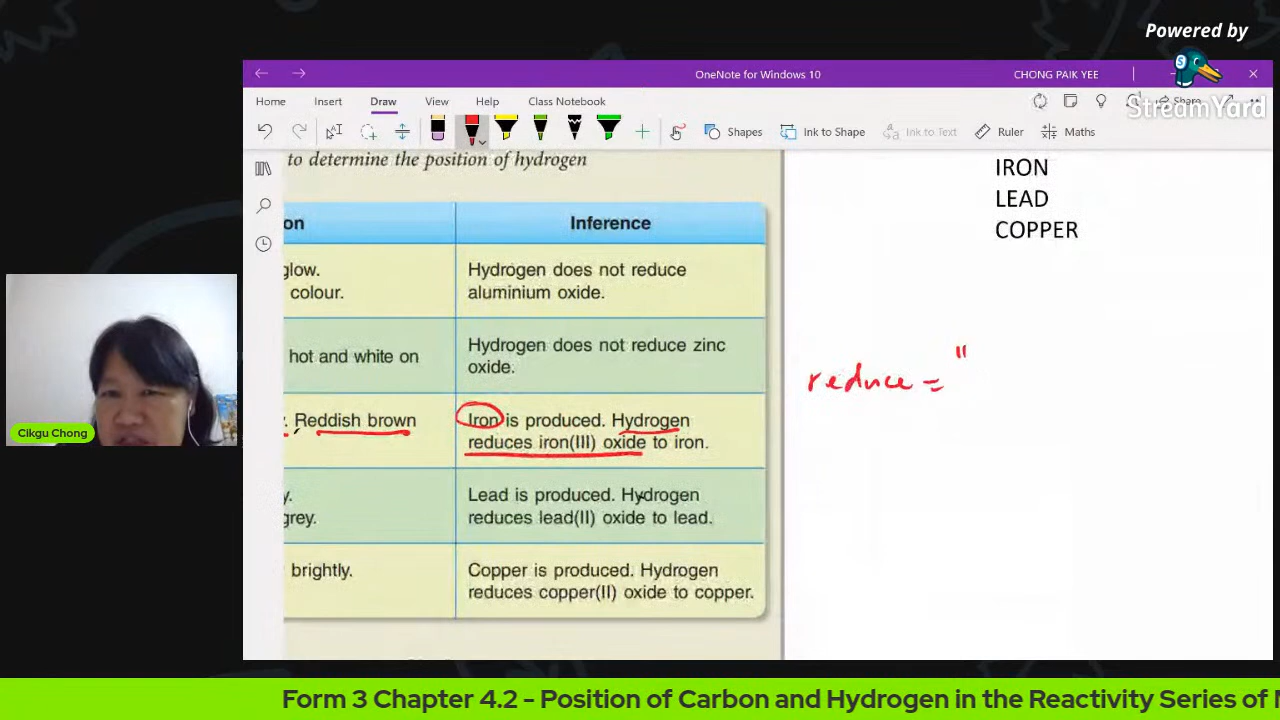 Powered by
StreamYard
OneNote for Windows 10
CHONG PAIK YEE
Home
Insert
Draw
View
Help
Class Notebook
Share
Shapes
Ink to Shape
Ink to Text
Ruler
Maths
to determine the position of hydrogen
on
Inference
glow.
colour.
Hydrogen does not reduce
aluminium oxide.
hot and white on
Hydrogen does not reduce zinc
oxide.
Reddish brown
Iron is produced. Hydrogen
reduces iron(III) oxide to iron.
y.
grey.
Lead is produced. Hydrogen
reduces lead(II) oxide to lead.
brightly.
Copper is produced. Hydrogen
reduces copper(II) oxide to copper.
IRON
LEAD
COPPER
reduce = "
Cikgu Chong
Form 3 Chapter 4.2 - Position of Carbon and Hydrogen in the Reactivity Series of